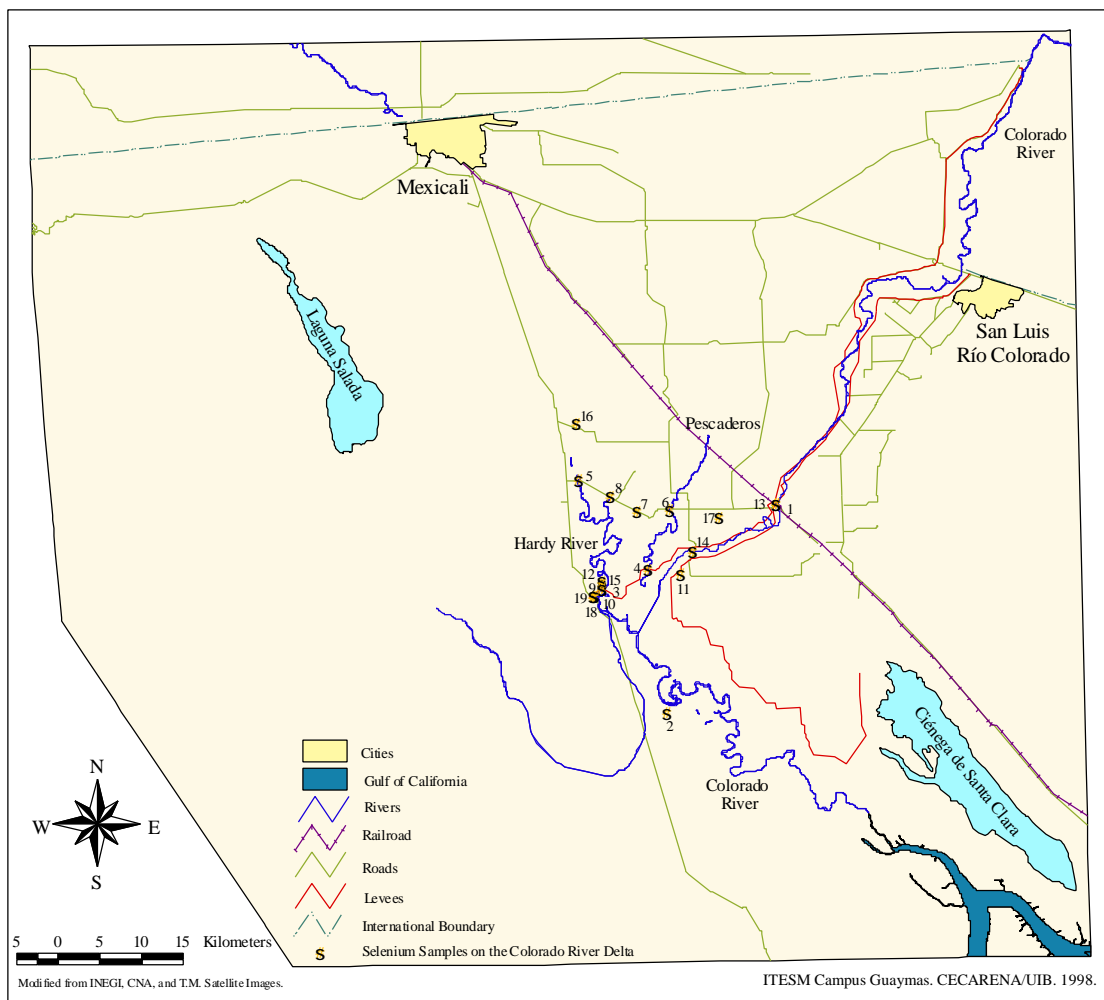 Colorado
River
Mexicali
Laguna Salada
San Luis
Río Colorado
16
Pescaderos
5
8
7
6
17
13
1
Hardy River
14
4
11
12
15
9
3
19
10
18
2
Ciénega de Santa Clara
Colorado
River
N
W
E
S
Cities
Gulf of California
Rivers
Railroad
Roads
Levees
International Boundary
S Selenium Samples on the Colorado River Delta
5 0 5 10 15 Kilometers
Modified from INEGI, CNA, and T.M. Satellite Images.
ITESM Campus Guaymas. CECARENA/UIB. 1998.